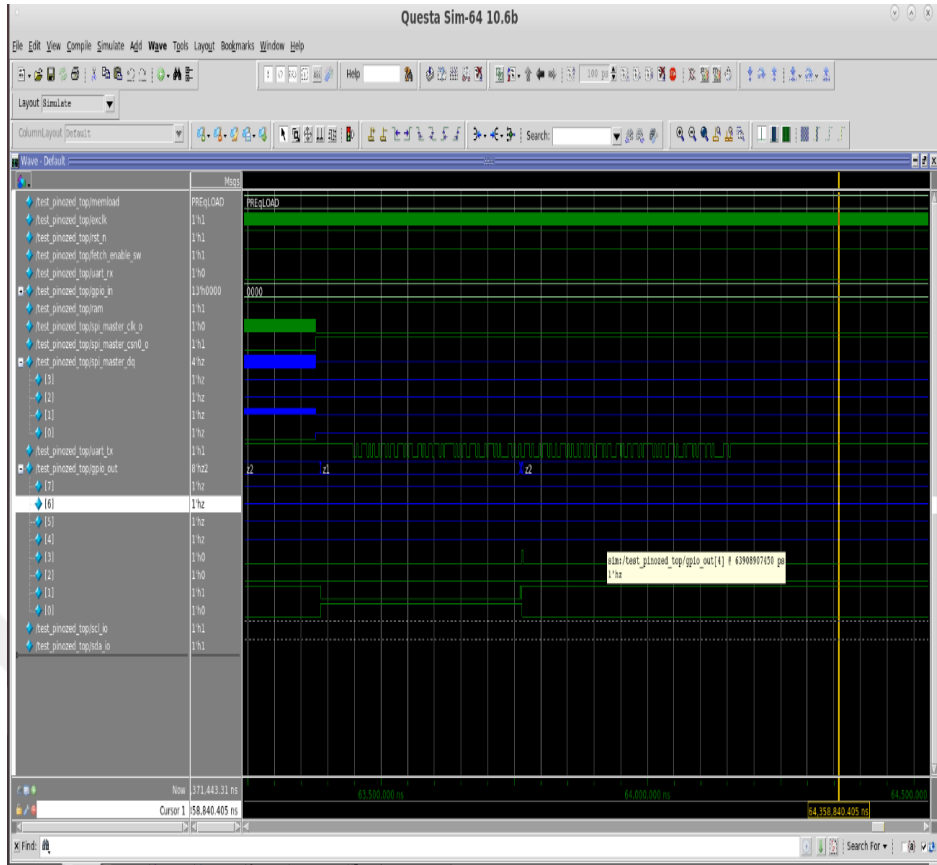 Questa Sim-64 10.6b
File Edit View Compile Simulate Add Wave Tools Layout Bookmarks Window Help
Help
100 ps
Layout Simulate
ColumnLayout Default
Search:
Wave - Default
Msgs
/test_pinozed_top/memload PREqLOAD PREqLOAD
/test_pinozed_top/exclk 1'h1
/test_pinozed_top/rst_n 1'h1
/test_pinozed_top/fetch_enable_sw 1'h1
/test_pinozed_top/uart_rx 1'h0
/test_pinozed_top/gpio_in 13'h0000 0000
/test_pinozed_top/ram 1'h1
/test_pinozed_top/spi_master_clk_o 1'h0
/test_pinozed_top/spi_master_csn0_o 1'h1
/test_pinozed_top/spi_master_dq 4'hz
[3] 1'hz
[2] 1'hz
[1] 1'hz
[0] 1'hz
/test_pinozed_top/uart_tx 1'h1
/test_pinozed_top/gpio_out 8'hz2 z2 z1 z2
[7] 1'hz
[6] 1'hz
[5] 1'hz
[4] 1'hz
[3] 1'h0
[2] 1'h0
[1] 1'h1
[0] 1'h0
sim:/test_pinozed_top/gpio_out[4] @ 63908907450 ps
1'hz
/test_pinozed_top/scl_io 1'h1
/test_pinozed_top/sda_io 1'h1
Now 371,443.31 ns 63,500,000 ns 64,000,000 ns 64,500,000
Cursor 1 58,840.405 ns 64,358,840.405 ns
Find: Search For